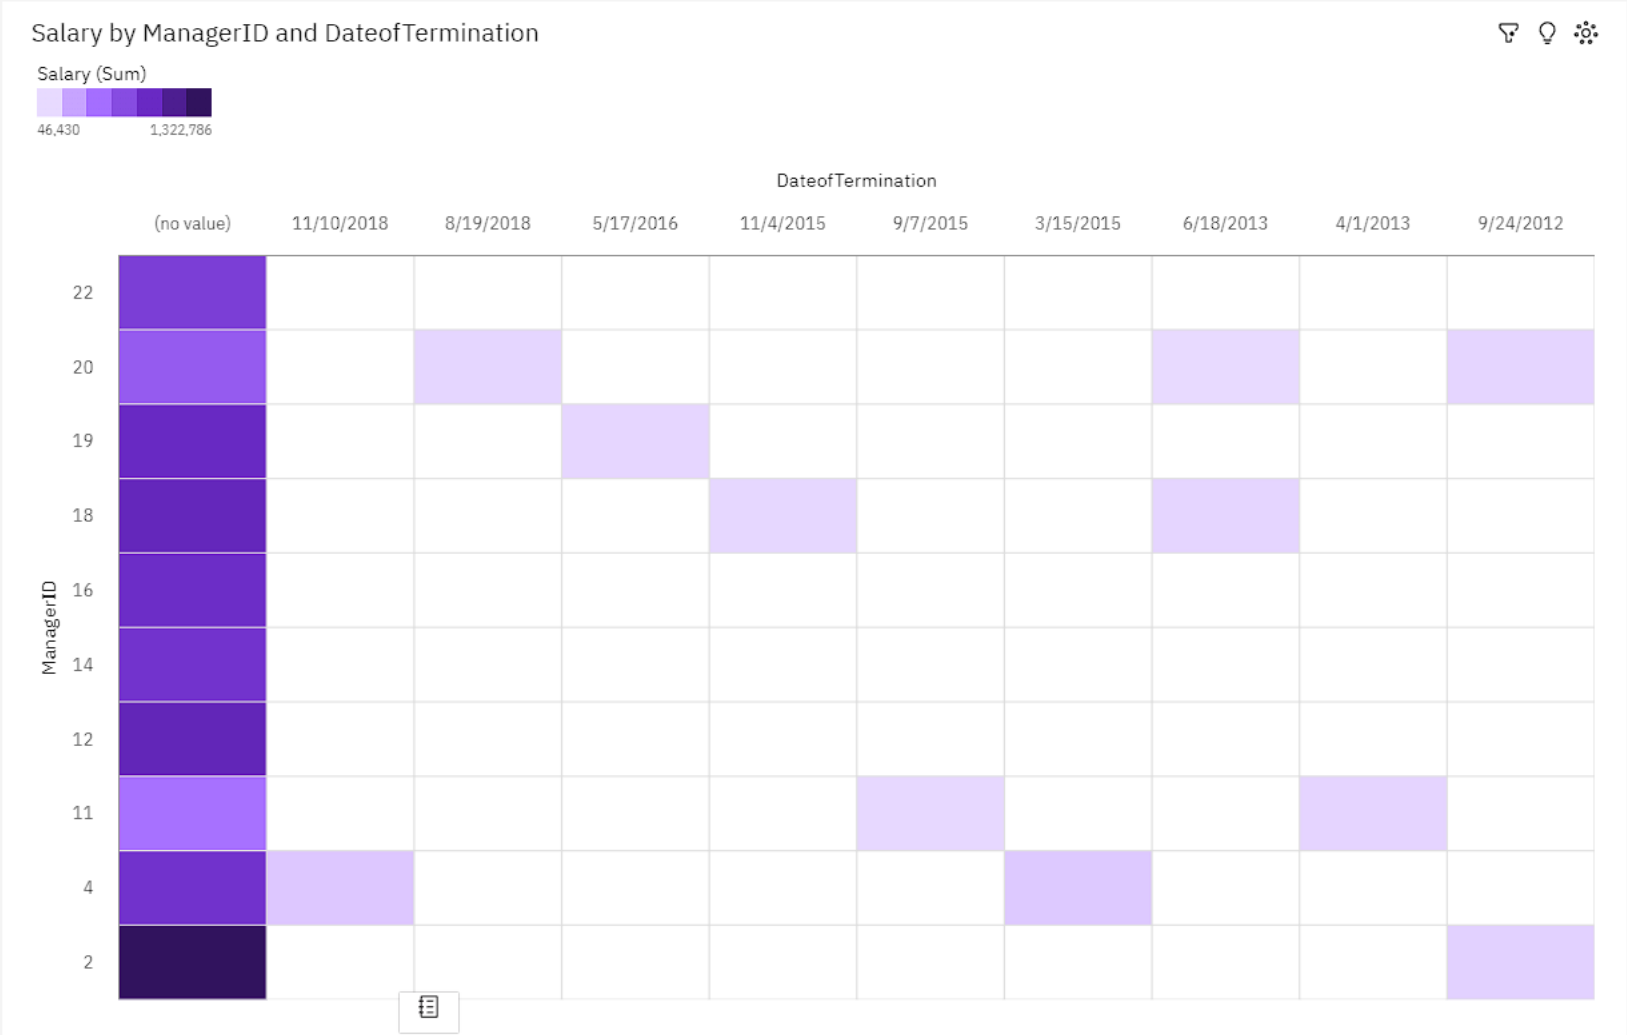 Salary by ManagerID and DateofTermination
Salary (Sum)
46,430 1,322,786
DateofTermination
(no value) 11/10/2018 8/19/2018 5/17/2016 11/4/2015 9/7/2015 3/15/2015 6/18/2013 4/1/2013 9/24/2012
ManagerID
22
20
19
18
16
14
12
11
4
2